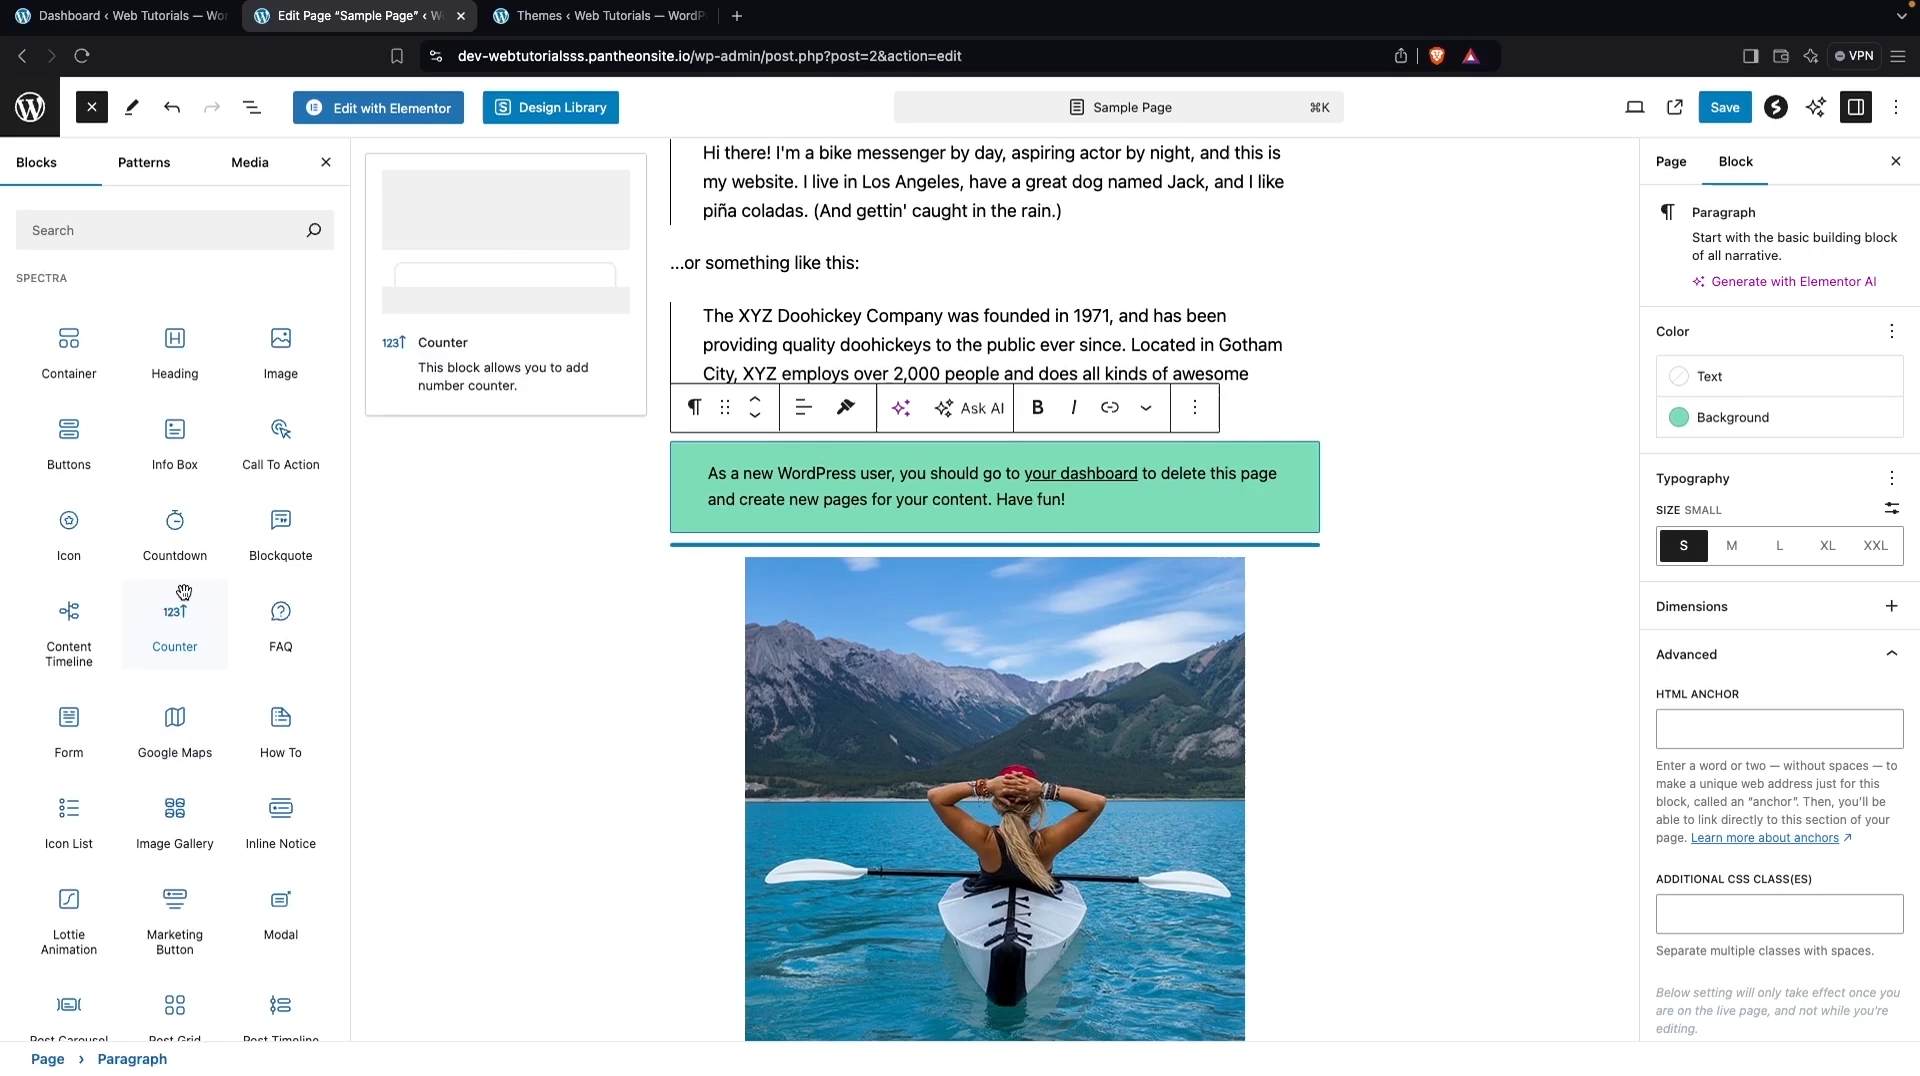 Dashboard ‹ Web Tutorials — Wor
Edit Page “Sample Page” ‹ W
Themes ‹ Web Tutorials — WordP
dev-webtutorialsss.pantheonsite.io/wp-admin/post.php?post=2&action=edit
VPN
Edit with Elementor
Design Library
Sample Page
⌘K
Save
Blocks
Patterns
Media
Search
SPECTRA
Container
Heading
Image
Buttons
Info Box
Call To Action
Icon
Countdown
Blockquote
Content
Timeline
123↑
Counter
FAQ
Form
Google Maps
How To
Icon List
Image Gallery
Inline Notice
Lottie
Animation
Marketing
Button
Modal
Post Carousel
Post Grid
Post Timeline
123↑ Counter
This block allows you to add
number counter.
Hi there! I'm a bike messenger by day, aspiring actor by night, and this is
my website. I live in Los Angeles, have a great dog named Jack, and I like
piña coladas. (And gettin' caught in the rain.)
...or something like this:
The XYZ Doohickey Company was founded in 1971, and has been
providing quality doohickeys to the public ever since. Located in Gotham
City, XYZ employs over 2,000 people and does all kinds of awesome
Ask AI
B
I
As a new WordPress user, you should go to your dashboard to delete this page
and create new pages for your content. Have fun!
Page
Block
Paragraph
Start with the basic building block
of all narrative.
Generate with Elementor AI
Color
Text
Background
Typography
SIZE SMALL
S M L XL XXL
Dimensions
Advanced
HTML ANCHOR
Enter a word or two — without spaces — to
make a unique web address just for this
block, called an “anchor”. Then, you'll be
able to link directly to this section of your
page. Learn more about anchors ↗
ADDITIONAL CSS CLASS(ES)
Separate multiple classes with spaces.
Below setting will only take effect once you
are on the live page, and not while you're
editing.
Page › Paragraph